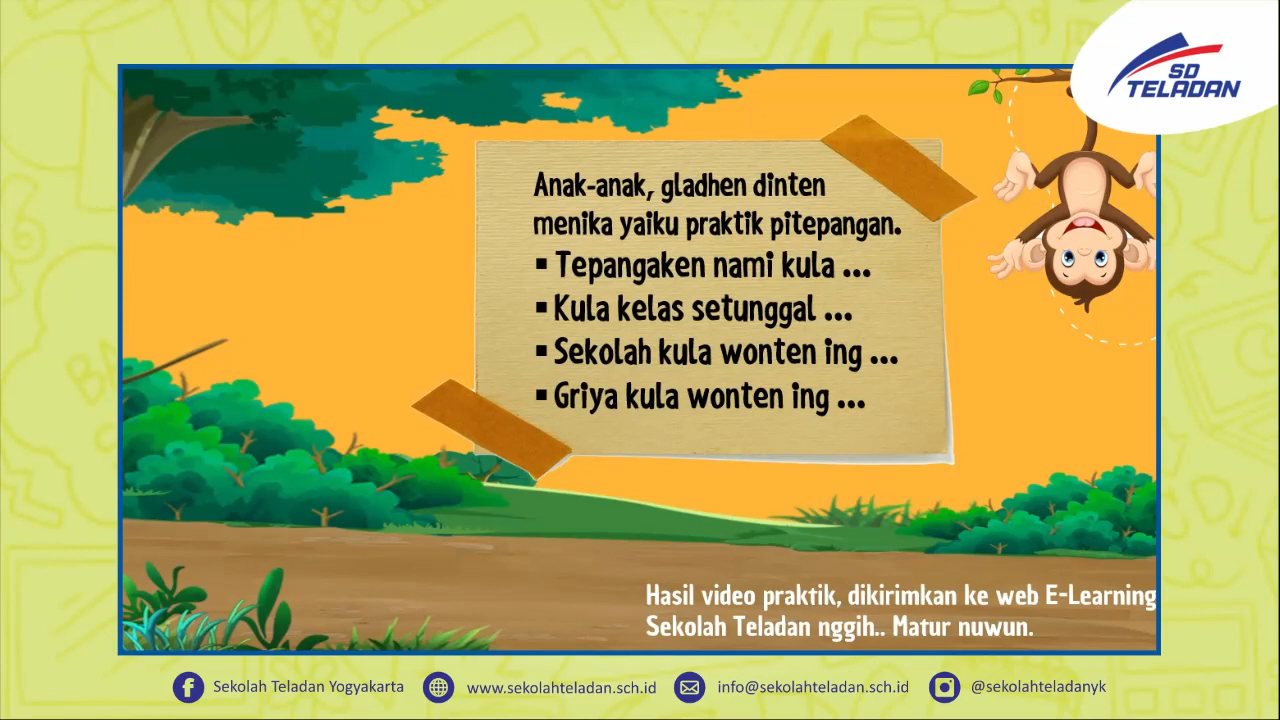 SD
TELADAN
Anak-anak, gladhen dinten
menika yaiku praktik pitepangan.
▪ Tepangaken nami kula ...
▪ Kula kelas setunggal ...
▪ Sekolah kula wonten ing ...
▪ Griya kula wonten ing ...
Hasil video praktik, dikirimkan ke web E-Learning
Sekolah Teladan nggih.. Matur nuwun.
Sekolah Teladan Yogyakarta
www.sekolahteladan.sch.id
info@sekolahteladan.sch.id
@sekolahteladanyk